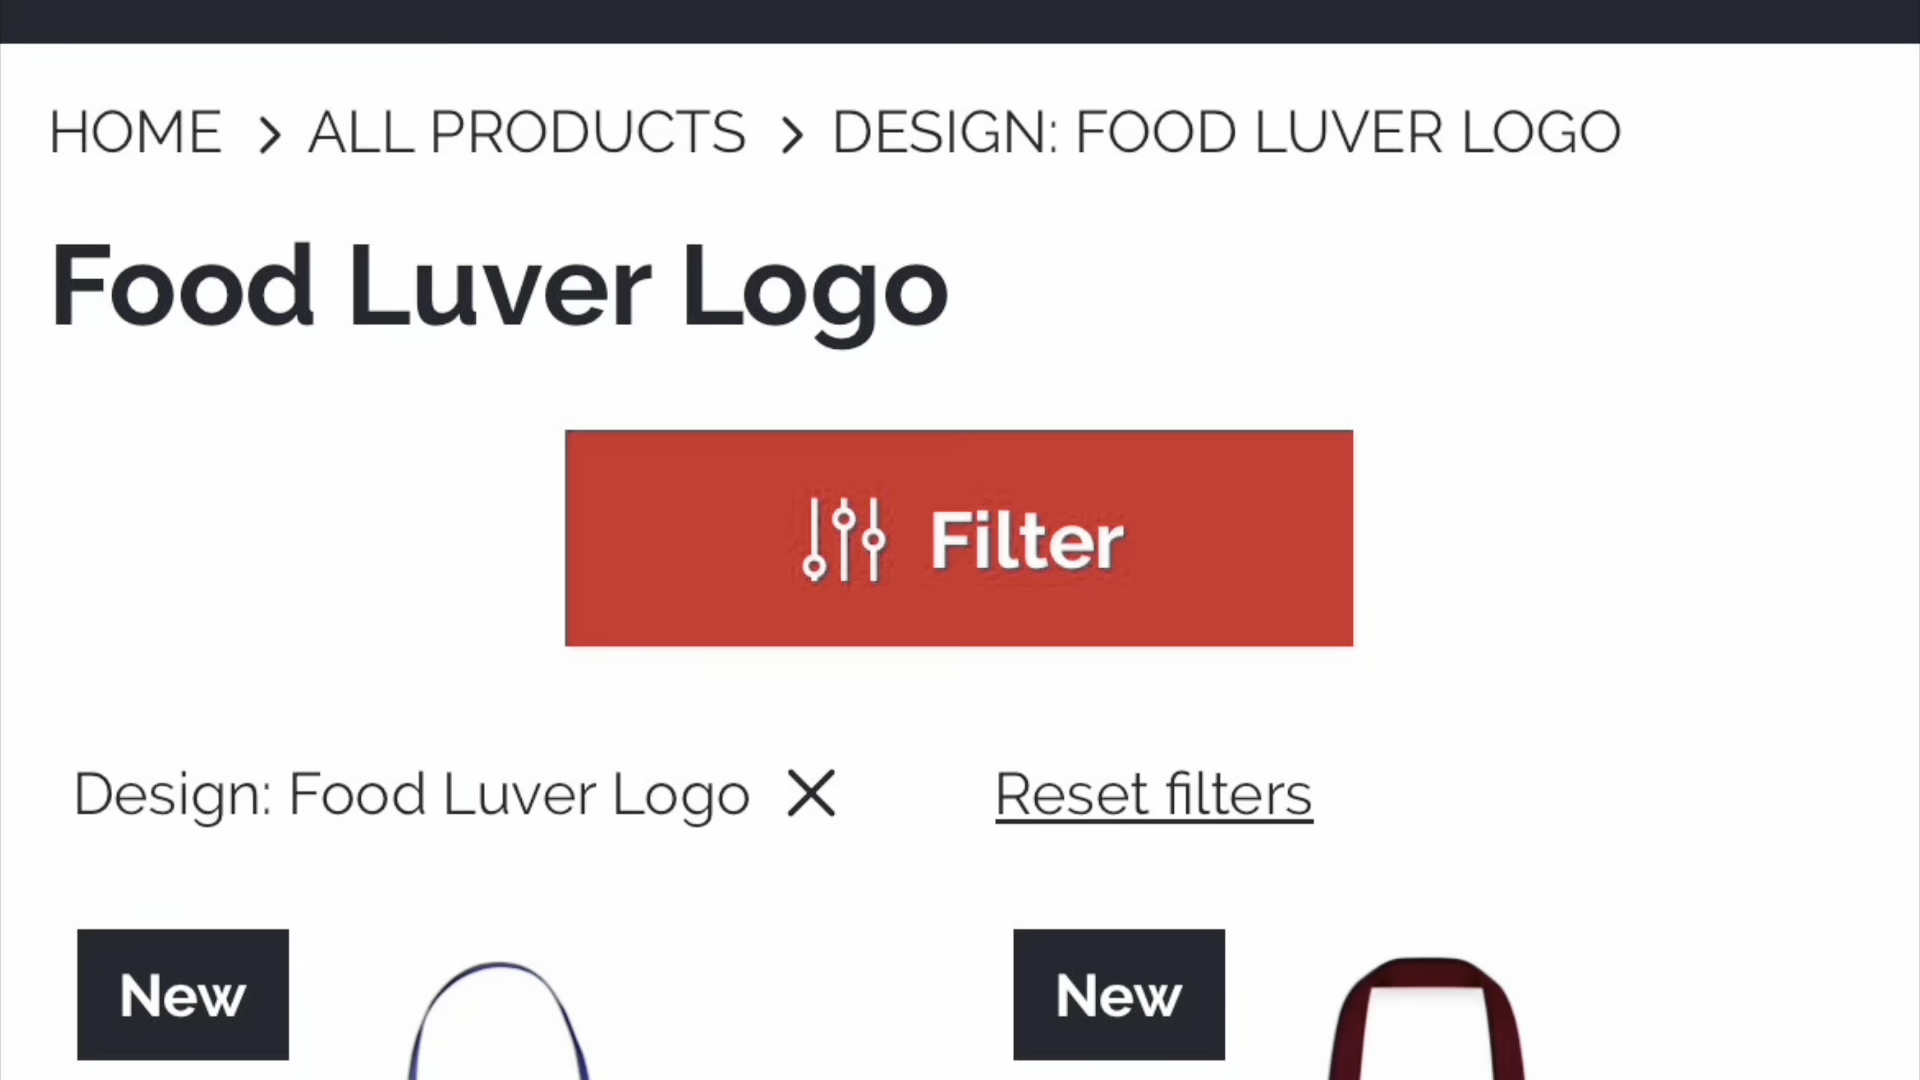 HOME > ALL PRODUCTS > DESIGN: FOOD LUVER LOGO
Food Luver Logo
Filter
Design: Food Luver Logo ×
Reset filters
New
New